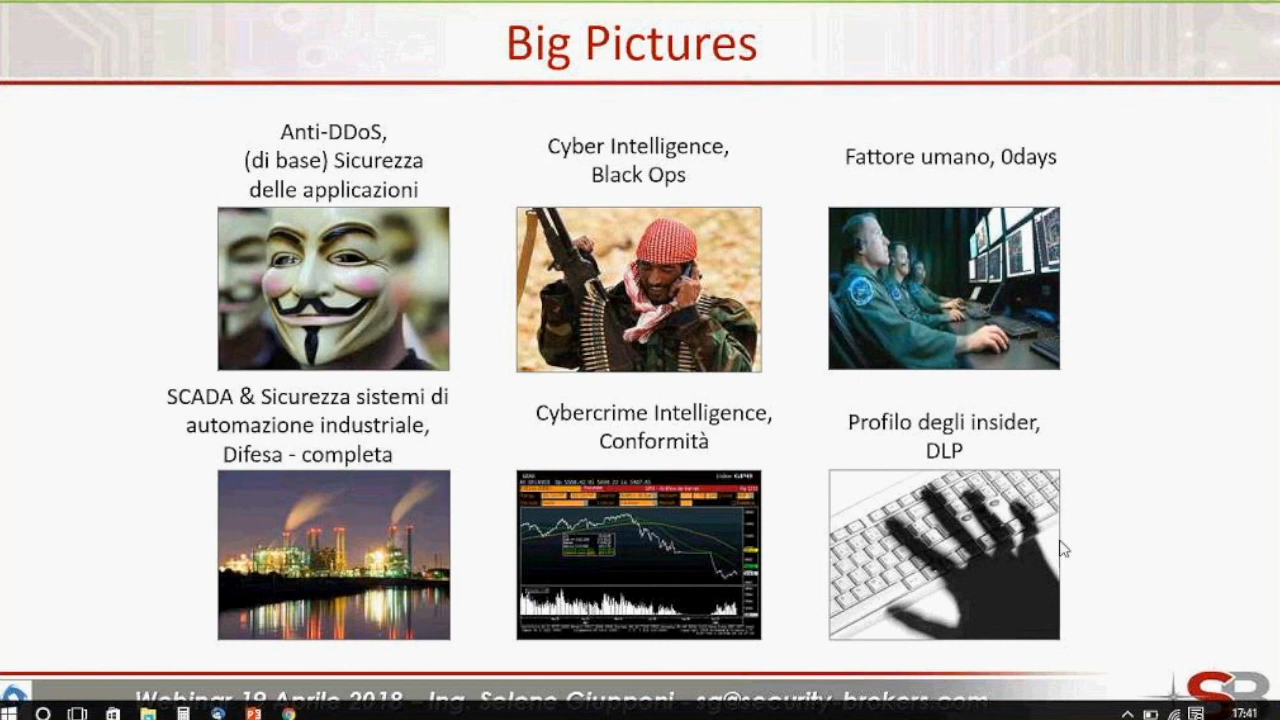 Big Pictures
Anti-DDoS,
(di base) Sicurezza
delle applicazioni
Cyber Intelligence,
Black Ops
Fattore umano, 0days
SCADA & Sicurezza sistemi di
automazione industriale,
Difesa - completa
Cybercrime Intelligence,
Conformità
Profilo degli insider,
DLP
Webinar 19 Aprile 2018 – Ing. Selene Giupponi - sg@security-brokers.com
SB
17:41